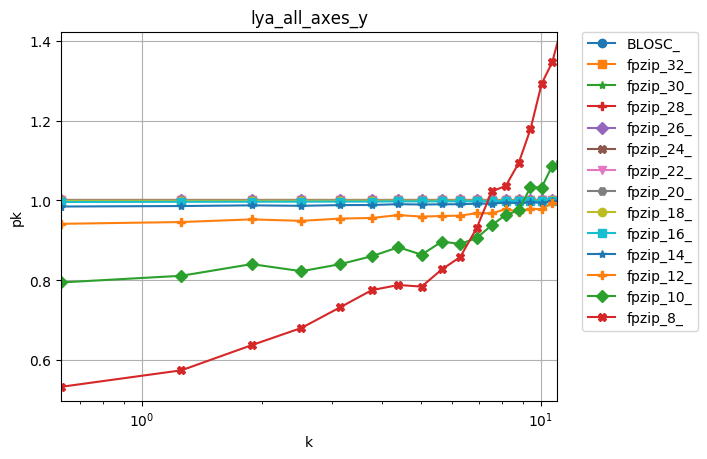 lya_all_axes_y
pk
1.4
1.2
1.0
0.8
0.6
10⁰
10¹
k
BLOSC_
fpzip_32_
fpzip_30_
fpzip_28_
fpzip_26_
fpzip_24_
fpzip_22_
fpzip_20_
fpzip_18_
fpzip_16_
fpzip_14_
fpzip_12_
fpzip_10_
fpzip_8_